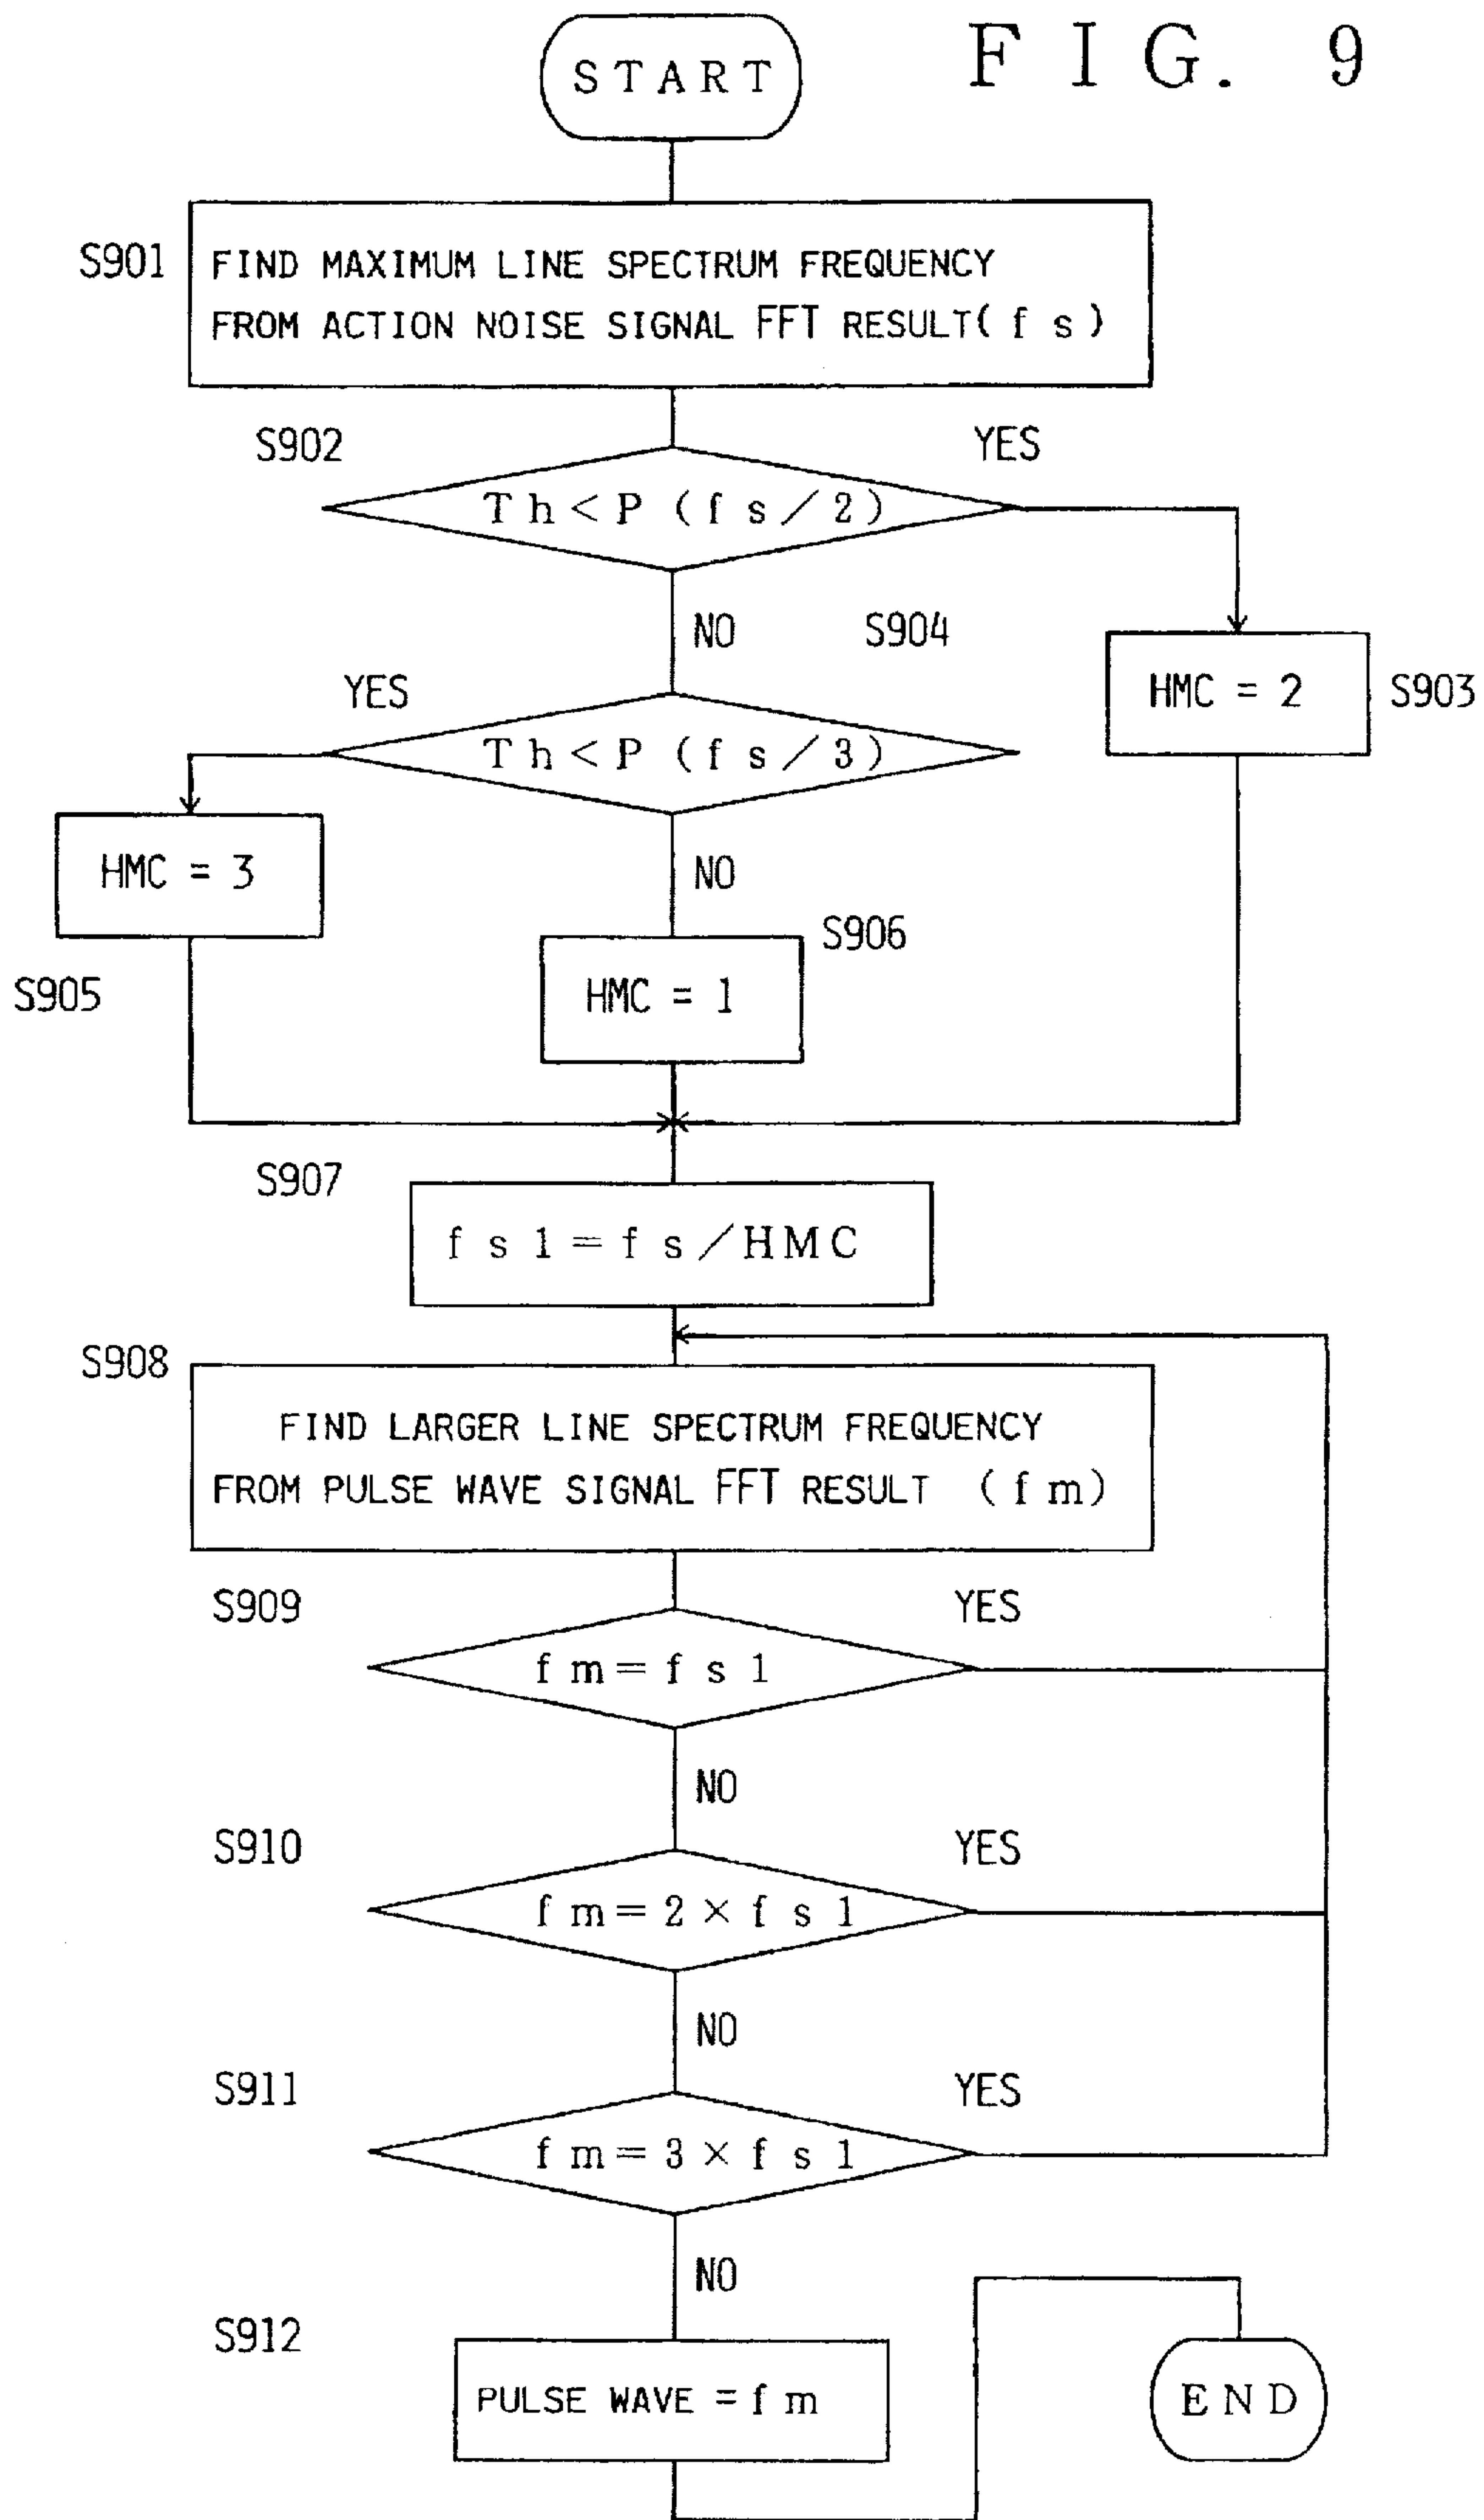 FIG. 9
START
S901
FIND MAXIMUM LINE SPECTRUM FREQUENCY
FROM ACTION NOISE SIGNAL FFT RESULT(fs)
S902
YES
Th<P(fs/2)
NO
S904
HMC = 2
S903
YES
Th<P(fs/3)
HMC = 3
NO
S906
S905
HMC = 1
S907
fs1=fs/HMC
S908
FIND LARGER LINE SPECTRUM FREQUENCY
FROM PULSE WAVE SIGNAL FFT RESULT (fm)
S909
YES
fm=fs1
NO
S910
YES
fm=2×fs1
NO
S911
YES
fm=3×fs1
NO
S912
PULSE WAVE =fm
END